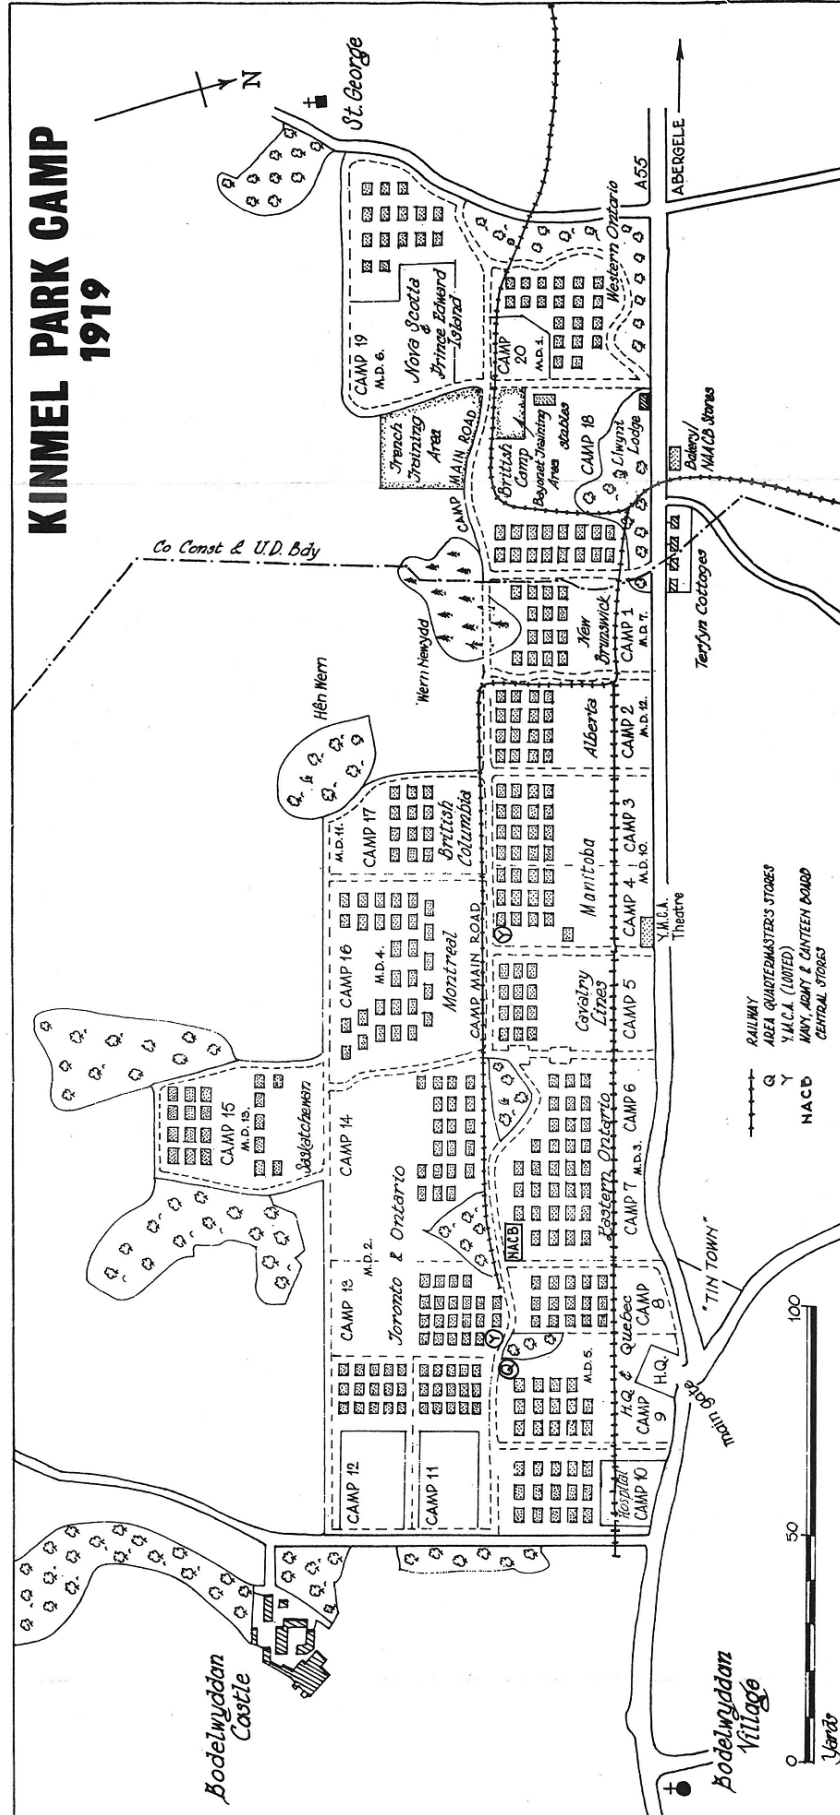 KINMEL PARK CAMP
1919
N
St. George
CAMP 19
M.D. 6.
Nova Scotia
&
Prince Edward
Island
Western Ontario
A55
ABERGELE
CAMP
20
M.D.1.
Trench
Training
Area
CAMP MAIN ROAD
British
Camp
Bayonet Training
Area
stables
CAMP 18
Llwyni
Lodge
Bakery/
NAACB Stores
Co Const & U.D. Bdy
Wern Newydd
New
Brunswick
CAMP 1
M.D.7.
Terfyn Cottages
Hên Wern
Alberta
CAMP 2
M.D.12.
M.D.11.
CAMP 17
British
Columbia
Manitoba
CAMP 3
M.D.10.
CAMP 4
Y
Y.M.C.A.
Theatre
CAMP 16
M.D.4.
Montreal
CAMP MAIN ROAD
Cavalry
Lines
CAMP 5
CAMP 15
M.D.13.
Saskatchewan
CAMP 14
CAMP 13
M.D.2.
Toronto & Ontario
NACB
Eastern Ontario
CAMP 6
CAMP 7
M.D.3.
"TIN TOWN"
Y
Q
H.Q. & Quebec
M.D.5.
CAMP
8
CAMP
9
H.Q.
main gate
CAMP 12
CAMP 11
Hospital
CAMP 10
Bodelwyddan
Castle
Bodelwyddan
Village
RAILWAY
Q AREA QUARTERMASTER'S STORES
Y Y.M.C.A. (LOOTED)
NACB NAVY, ARMY & CANTEEN BOARD
CENTRAL STORES
0 50 100
Yards